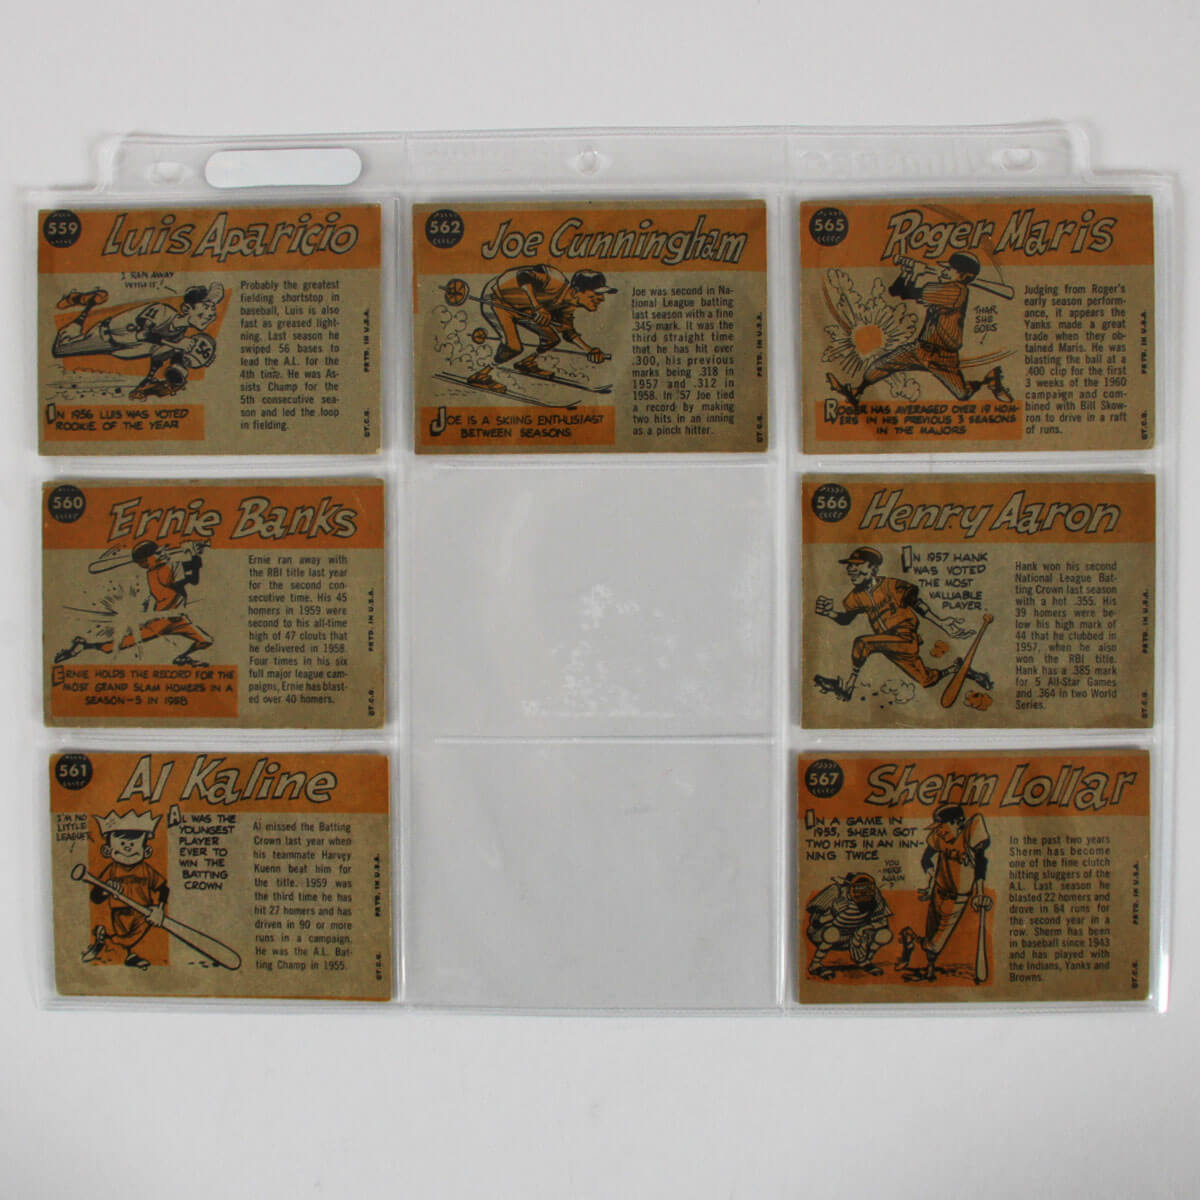 559
Luis Aparicio
I RAN AWAY
WITH IT!
Probably the greatest
fielding shortstop in
baseball, Luis is also
fast as greased light-
ning. Last season he
swiped 56 bases to
lead the A.L. for the
4th time. He was As-
sists Champ for the
5th consecutive sea-
son and led the loop
in fielding.
56
IN 1956 LUIS WAS VOTED
ROOKIE OF THE YEAR
©T.C.G. PRTD. IN U.S.A.
562
Joe Cunningham
Joe was second in Na-
tional League batting
last season with a fine
.345 mark. It was the
third straight time
that he has hit over
.300, his previous
marks being .318 in
1957 and .312 in
1958. In '57 Joe tied
a record by making
two hits in an inning
as a pinch hitter.
JOE IS A SKIING ENTHUSIAST
BETWEEN SEASONS
©T.C.G. PRTD. IN U.S.A.
565
Roger Maris
THAR
SHE
GOES
!
Judging from Roger's
early season perform-
ance, it appears the
Yanks made a great
trade when they ob-
tained Maris. He was
blasting the ball at a
.400 clip for the first
3 weeks of the 1960
campaign and com-
bined with Bill Skow-
ron to drive in a raft
of runs.
ROGER HAS AVERAGED OVER 19 HOM-
ERS IN HIS PREVIOUS 3 SEASONS
IN THE MAJORS
©T.C.G. PRTD. IN U.S.A.
560
Ernie Banks
Ernie ran away with
the RBI title last year
for the second con-
secutive time. His 45
homers in 1959 were
second to his all-time
high of 47 clouts that
he delivered in 1958.
Four times in his six
full major league cam-
paigns, Ernie has blast-
ed over 40 homers.
ERNIE HOLDS THE RECORD FOR THE
MOST GRAND SLAM HOMERS IN A
SEASON-5 IN 1958
©T.C.G. PRTD. IN U.S.A.
566
Henry Aaron
IN 1957 HANK
WAS VOTED
THE MOST
VALUABLE
PLAYER.
Hank won his second
National League Bat-
ting Crown last season
with a hot .355. His
39 homers were be-
low his high mark of
44 that he clubbed in
1957, when he also
won the RBI title.
Hank has a .385 mark
for 5 All-Star Games
and .364 in two World
Series.
©T.C.G. PRTD. IN U.S.A.
561
Al Kaline
I'M NO
LITTLE
LEAGUER
!
AL WAS THE
YOUNGEST
PLAYER
EVER TO
WIN THE
BATTING
CROWN
Al missed the Batting
Crown last year when
his teammate Harvey
Kuenn beat him for
the title. 1959 was
the third time he has
hit 27 homers and has
driven in 90 or more
runs in a campaign.
He was the A.L. Bat-
ting Champ in 1955.
©T.C.G. PRTD. IN U.S.A.
567
Sherm Lollar
IN A GAME IN
1955, SHERM GOT
TWO HITS IN AN INN-
NING TWICE
YOU
HERE
AGAIN
?
In the past two years
Sherm has become
one of the fine clutch
hitting sluggers of the
A.L. Last season he
blasted 22 homers and
drove in 84 runs for
the second year in a
row. Sherm has been
in baseball since 1943
and has played with
the Indians, Yanks and
Browns.
©T.C.G. PRTD. IN U.S.A.